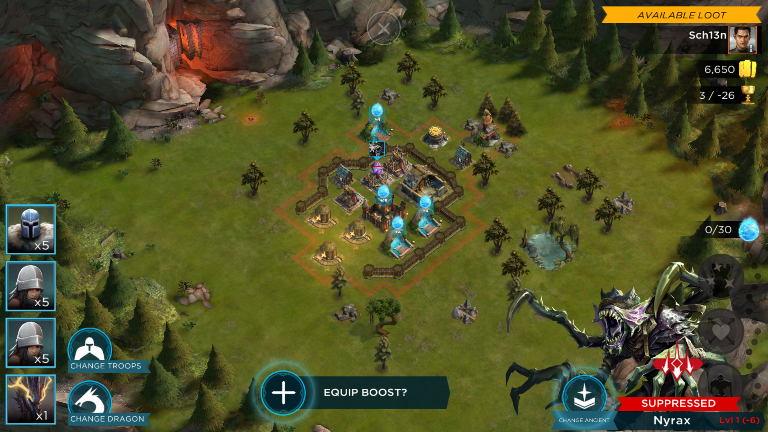 AVAILABLE LOOT
Sch13n
6,650
3 / -26
0/30
x5
x5
x5
x1
CHANGE TROOPS
CHANGE DRAGON
EQUIP BOOST?
CHANGE ANCIENT
SUPPRESSED
Nyrax
Lvl 1 (-6)